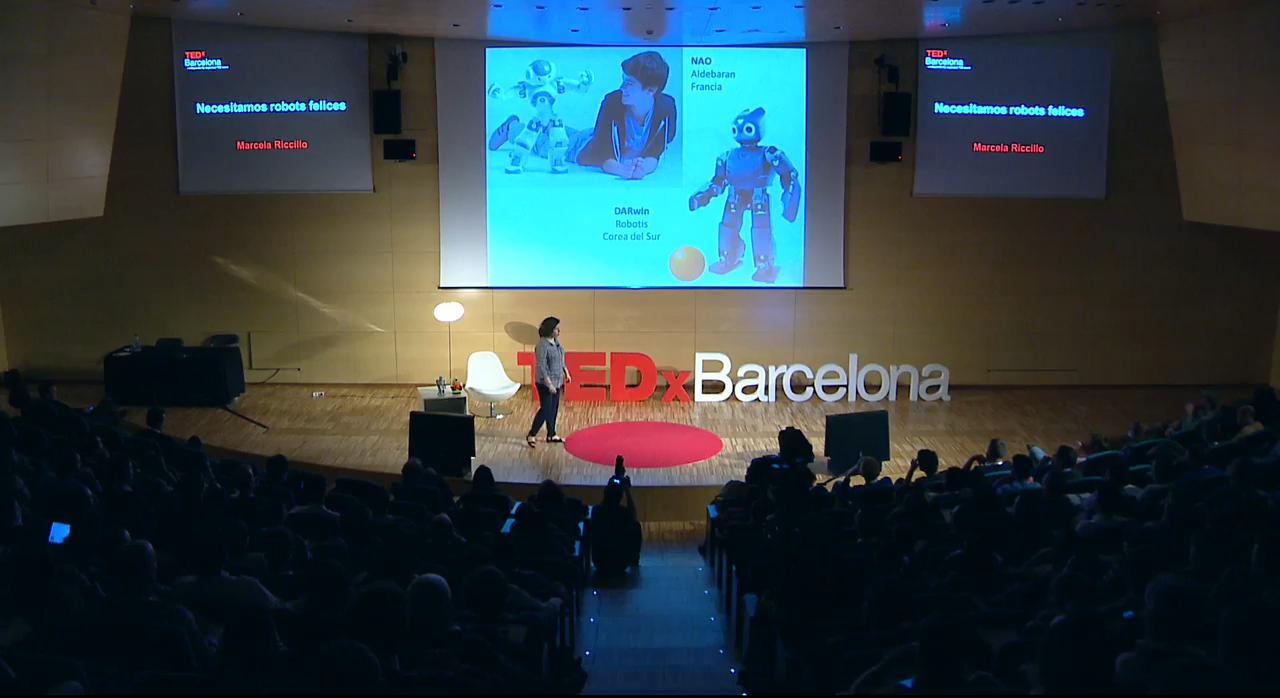 TEDx
Barcelona
Necesitamos robots felices
Marcela Riccillo
NAO
Aldebaran
Francia
DARwIn
Robotis
Corea del Sur
TEDx
Barcelona
Necesitamos robots felices
Marcela Riccillo
TEDxBarcelona